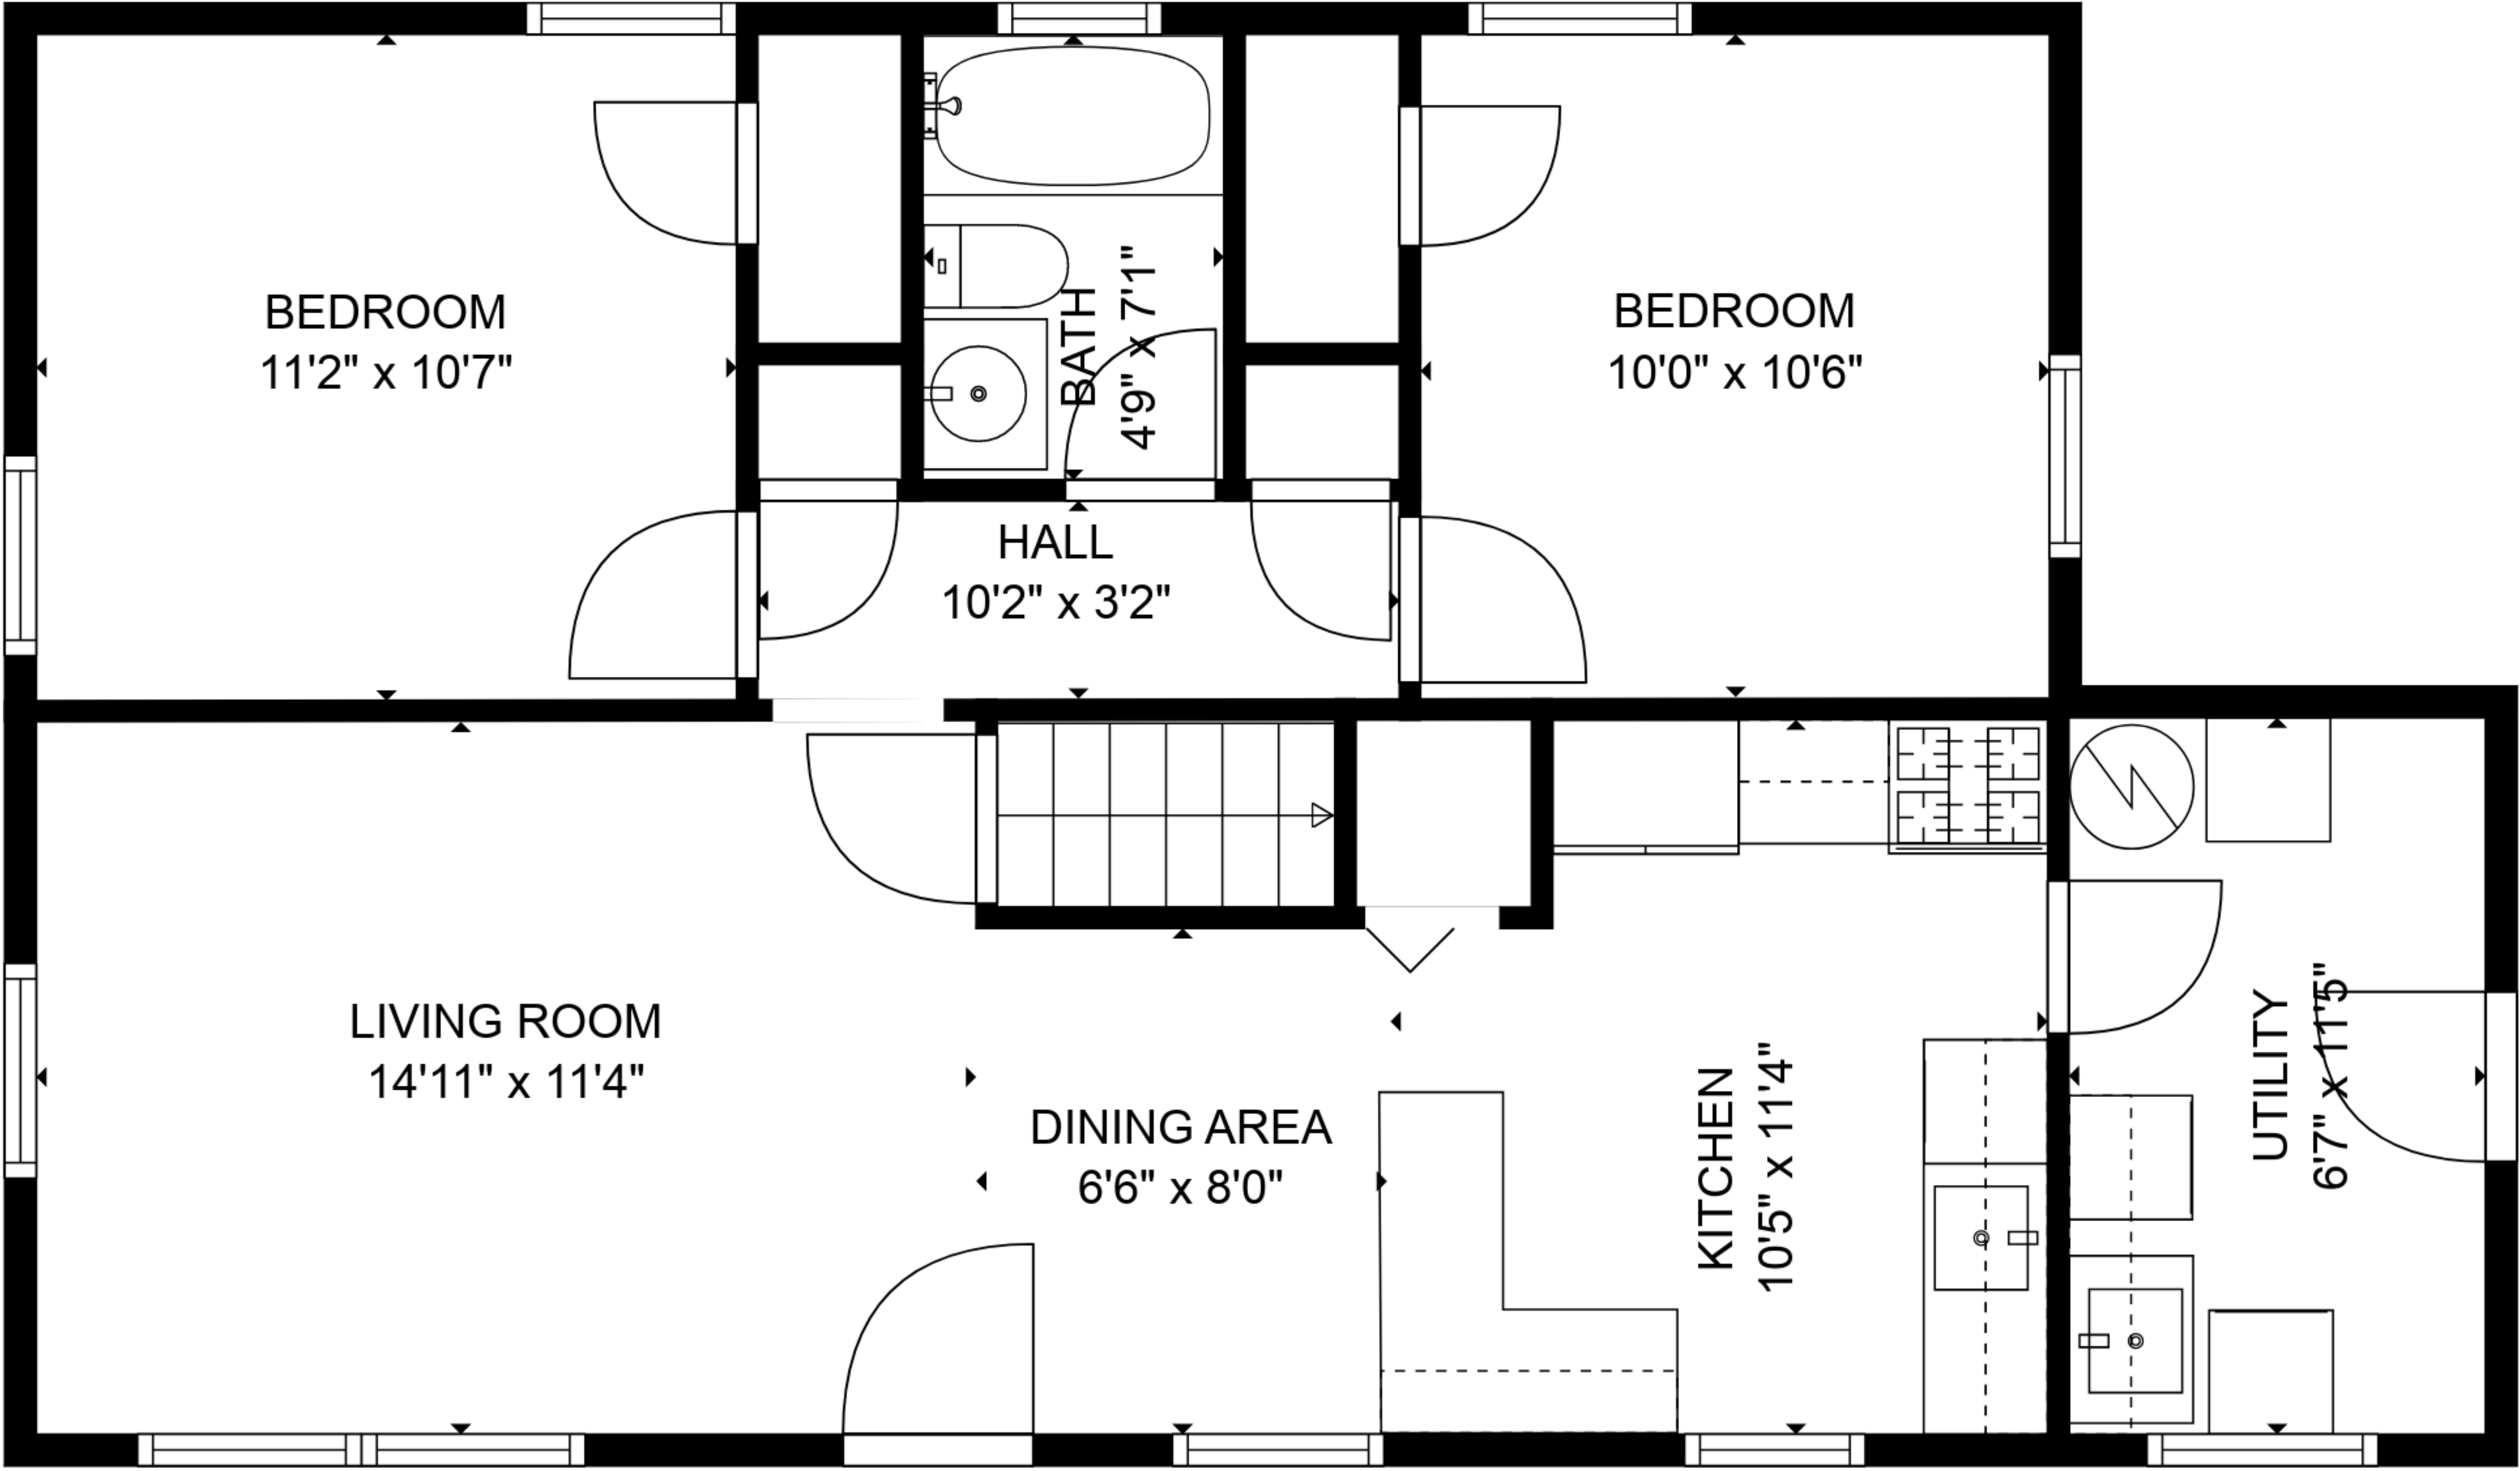 BEDROOM
11'2" x 10'7"
BATH
4'9" x 7'1"
BEDROOM
10'0" x 10'6"
HALL
10'2" x 3'2"
LIVING ROOM
14'11" x 11'4"
DINING AREA
6'6" x 8'0"
KITCHEN
10'5" x 11'4"
UTILITY
6'7" x 11'5"